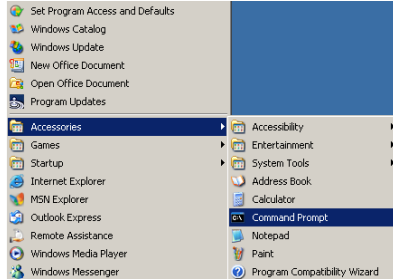 Set Program Access and Defaults
Windows Catalog
Windows Update
New Office Document
Open Office Document
Program Updates
Accessories
Games
Startup
Internet Explorer
MSN Explorer
Outlook Express
Remote Assistance
Windows Media Player
Windows Messenger
Accessibility
Entertainment
System Tools
Address Book
Calculator
Command Prompt
Notepad
Paint
Program Compatibility Wizard